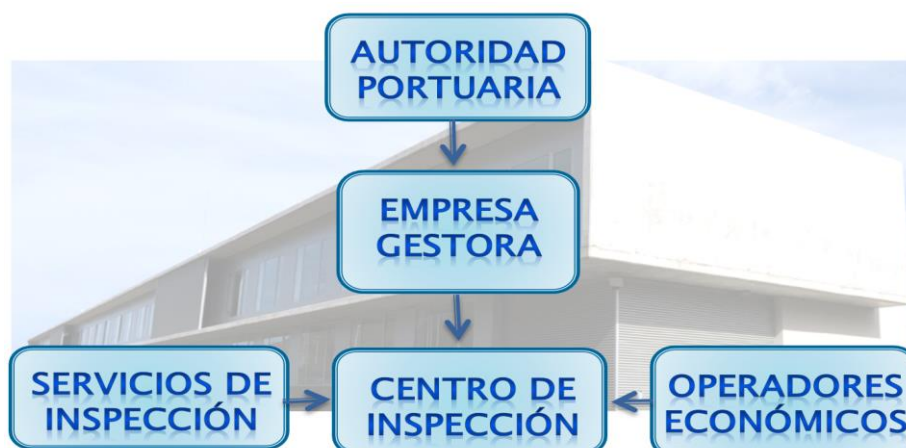 AUTORIDAD
PORTUARIA
EMPRESA
GESTORA
SERVICIOS DE
INSPECCIÓN
CENTRO DE
INSPECCIÓN
OPERADORES
ECONÓMICOS